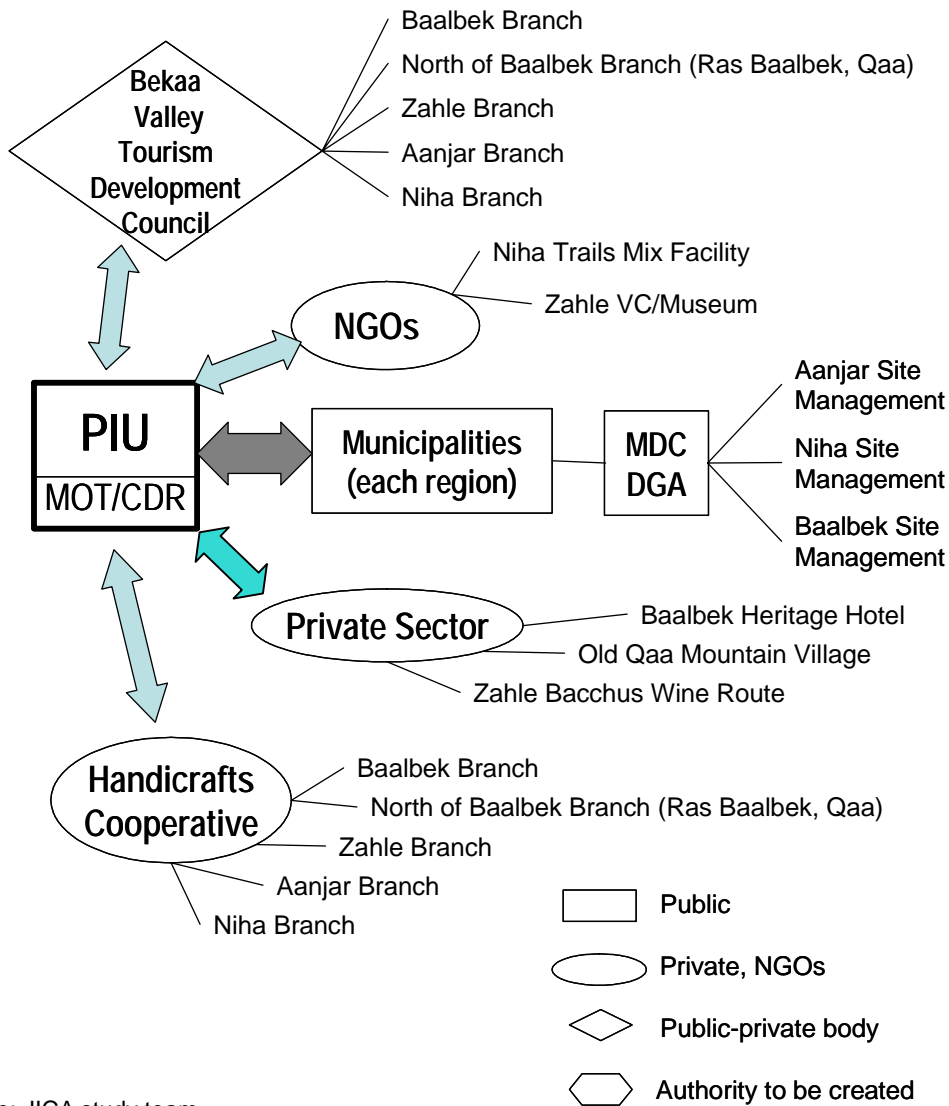 Baalbek Branch
North of Baalbek Branch (Ras Baalbek, Qaa)
Zahle Branch
Aanjar Branch
Niha Branch
Bekaa
Valley
Tourism
Development
Council
Niha Trails Mix Facility
Zahle VC/Museum
NGOs
PIU
MOT/CDR
Municipalities
(each region)
MDC
DGA
Aanjar Site
Management
Niha Site
Management
Baalbek Site
Management
Private Sector
Baalbek Heritage Hotel
Old Qaa Mountain Village
Zahle Bacchus Wine Route
Handicrafts
Cooperative
Baalbek Branch
North of Baalbek Branch (Ras Baalbek, Qaa)
Zahle Branch
Aanjar Branch
Niha Branch
Public
Private, NGOs
Public-private body
Authority to be created
JICA study team